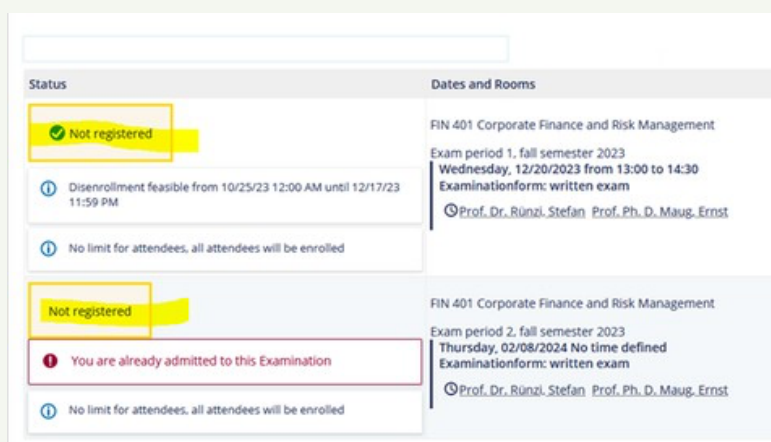 Status
Dates and Rooms
Not registered
FIN 401 Corporate Finance and Risk Management
Exam period 1, fall semester 2023
Wednesday, 12/20/2023 from 13:00 to 14:30
Examinationform: written exam
Prof. Dr. Rünzi, Stefan Prof. Ph. D. Maug, Ernst
Disenrollment feasible from 10/25/23 12:00 AM until 12/17/23
11:59 PM
No limit for attendees, all attendees will be enrolled
Not registered
FIN 401 Corporate Finance and Risk Management
Exam period 2, fall semester 2023
Thursday, 02/08/2024 No time defined
Examinationform: written exam
Prof. Dr. Rünzi, Stefan Prof. Ph. D. Maug, Ernst
You are already admitted to this Examination
No limit for attendees, all attendees will be enrolled